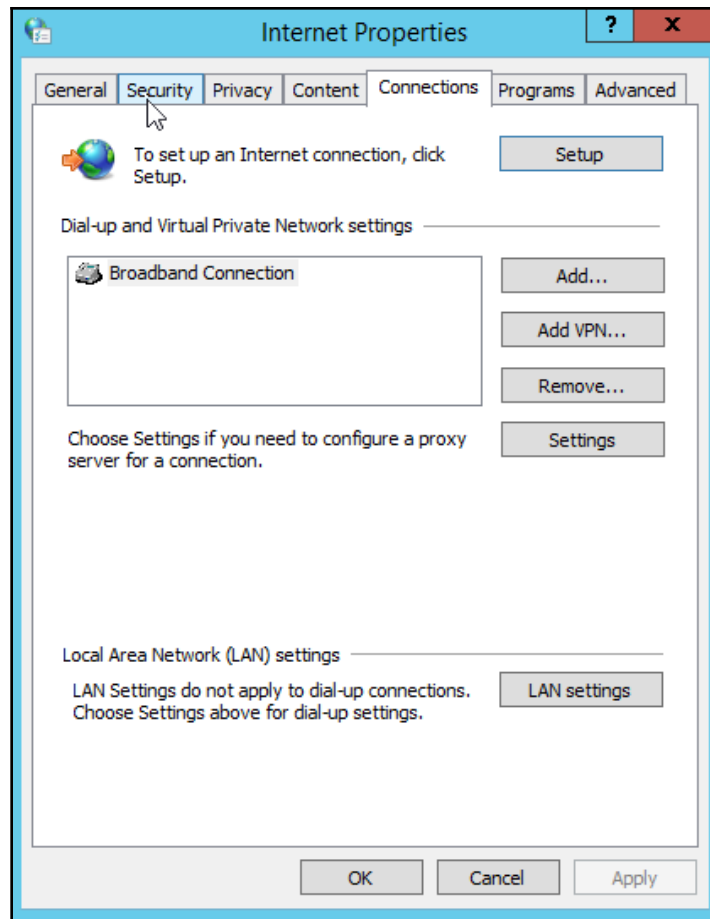 Internet Properties
?
x
General Security Privacy Content Connections Programs Advanced
To set up an Internet connection, click
Setup.
Setup
Dial-up and Virtual Private Network settings
Broadband Connection
Add...
Add VPN...
Remove...
Choose Settings if you need to configure a proxy
server for a connection.
Settings
Local Area Network (LAN) settings
LAN Settings do not apply to dial-up connections.
Choose Settings above for dial-up settings.
LAN settings
OK Cancel Apply